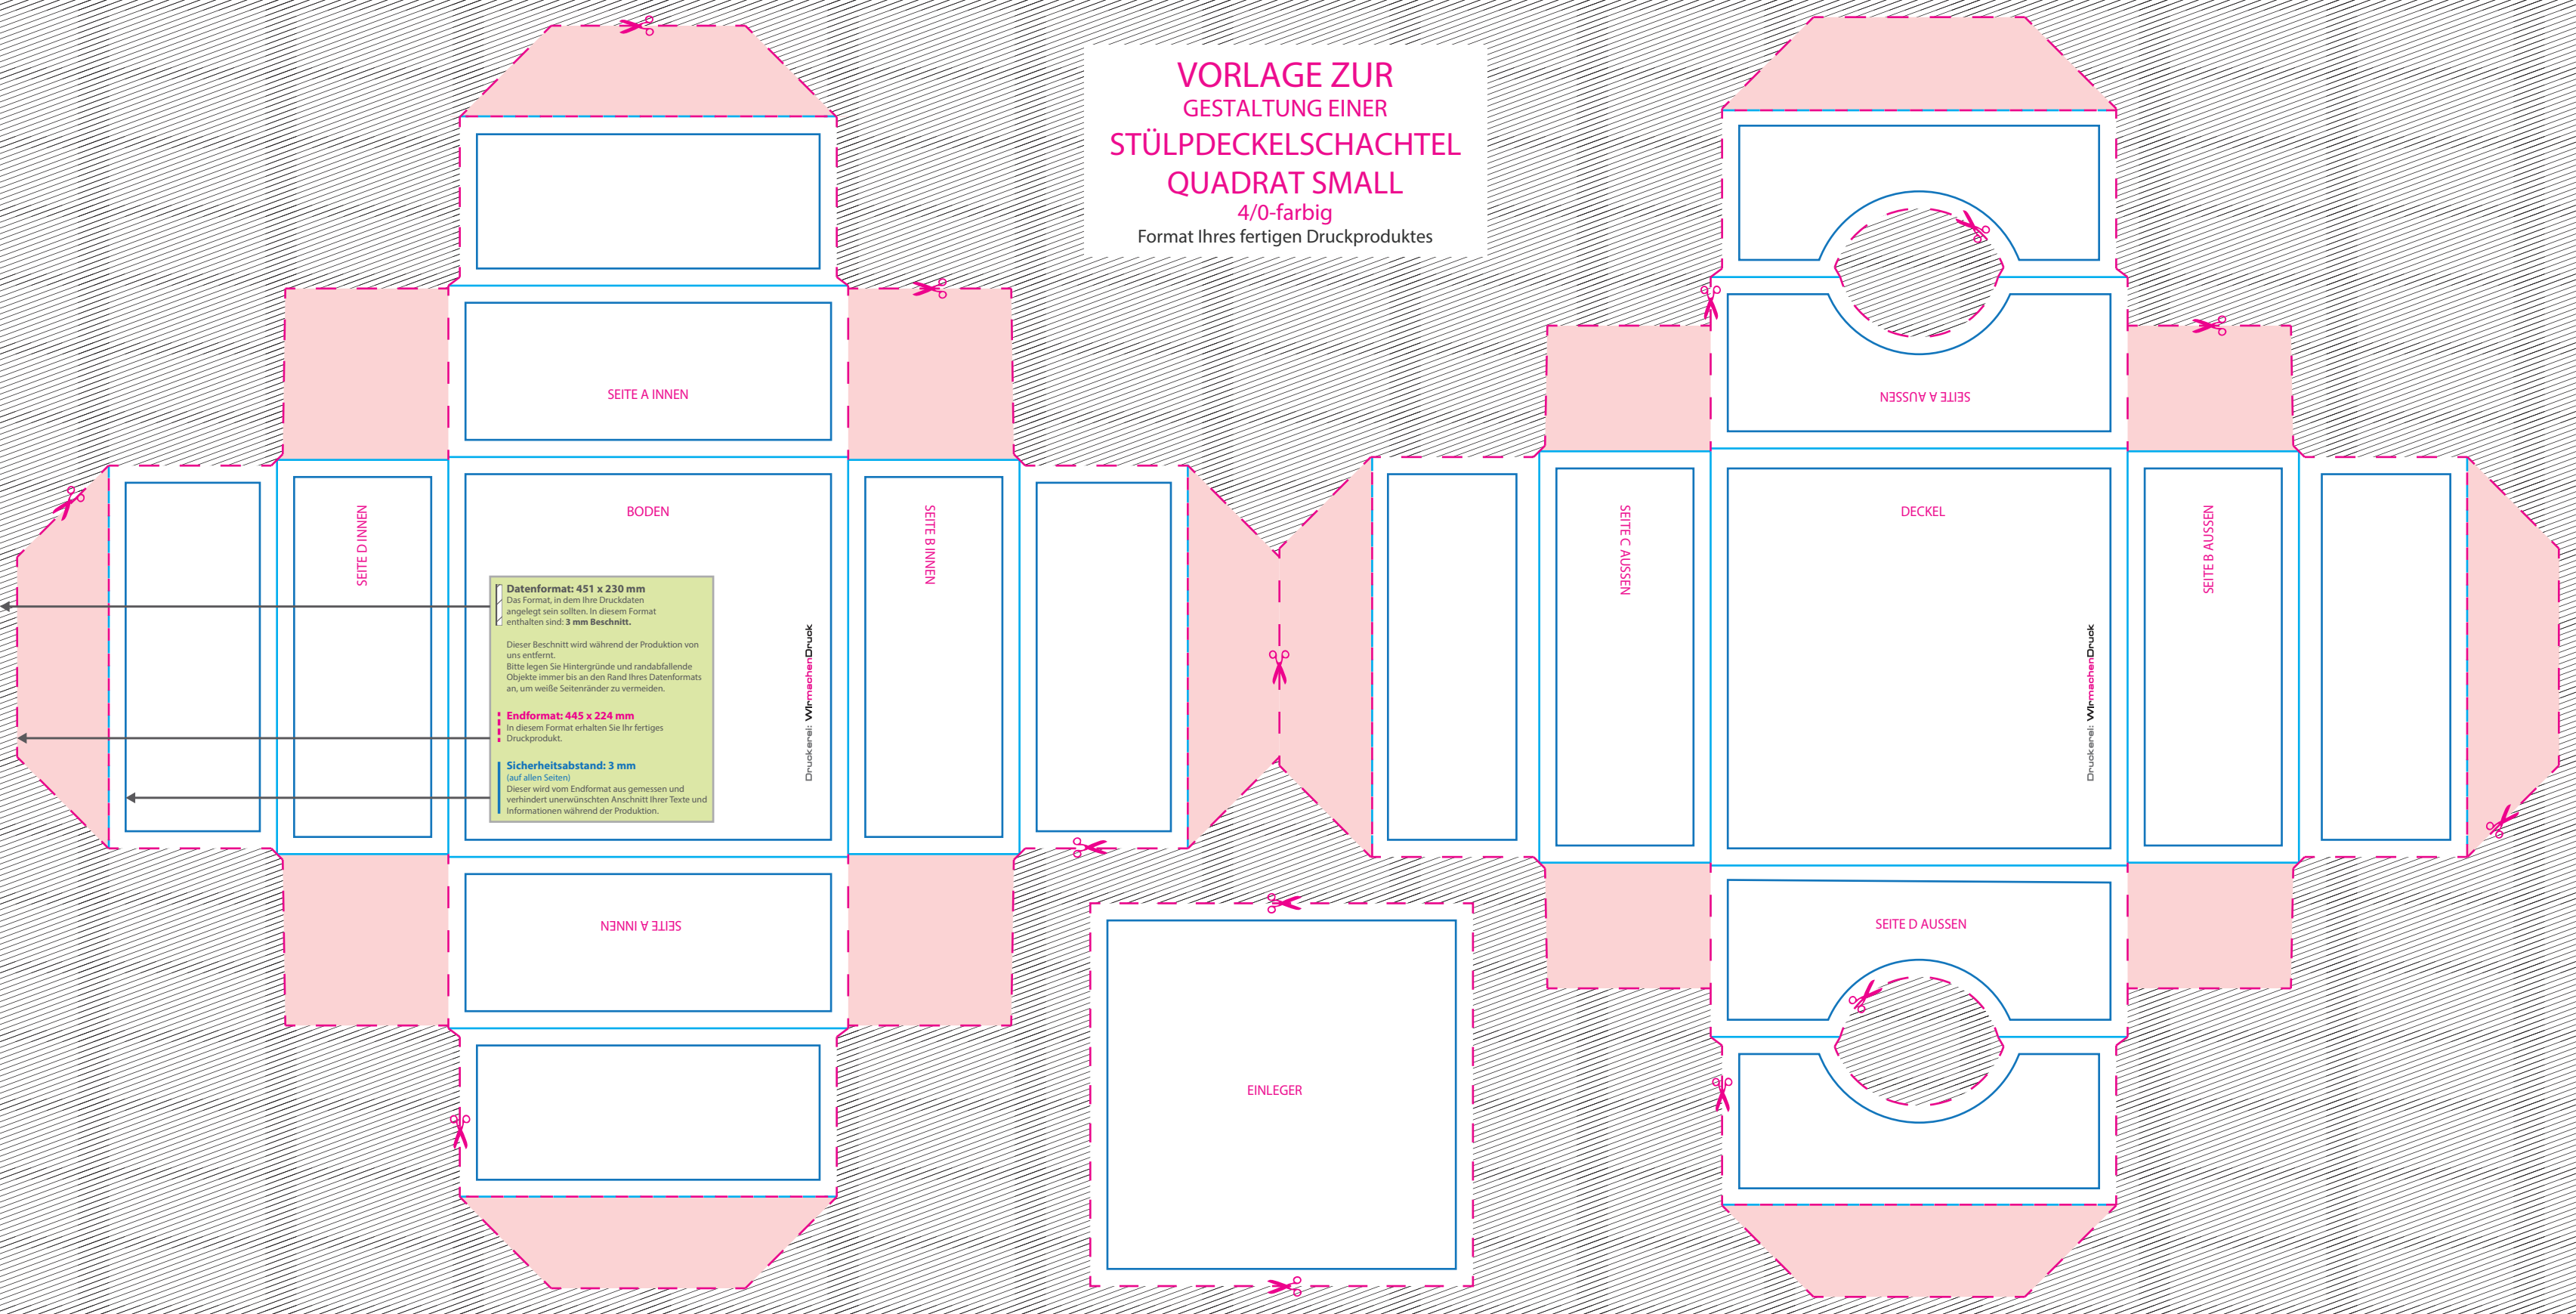 VORLAGE ZUR
GESTALTUNG EINER
STÜLPDECKELSCHACHTEL
QUADRAT SMALL
4/0-farbig
Format Ihres fertigen Druckproduktes
SEITE A INNEN
SEITE D INNEN
BODEN
SEITE B INNEN
Datenformat: 451 x 230 mm
Das Format, in dem Ihre Druckdaten
angelegt sein sollten. In diesem Format
enthalten sind: 3 mm Beschnitt.
Dieser Beschnitt wird während der Produktion von
uns entfernt.
Bitte legen Sie Hintergründe und randabfallende
Objekte immer bis an den Rand Ihres Datenformats
an, um weiße Seitenränder zu vermeiden.
Endformat: 445 x 224 mm
In diesem Format erhalten Sie Ihr fertiges
Druckprodukt.
Sicherheitsabstand: 3 mm
(auf allen Seiten)
Dieser wird vom Endformat aus gemessen und
verhindert unerwünschten Anschnitt Ihrer Texte und
Informationen während der Produktion.
Druckerei: WIrmachenDruck
SEITE A INNEN
EINLEGER
SEITE A AUSSEN
SEITE C AUSSEN
DECKEL
SEITE B AUSSEN
Druckerei: WIrmachenDruck
SEITE D AUSSEN